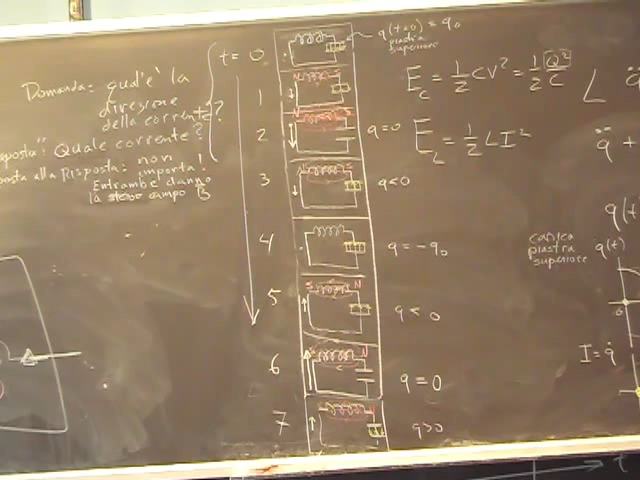 Domanda: qual'è la
direzione
della corrente?
"Risposta": Quale corrente?
Risposta alla Risposta: non
importa!
Entrambe danno
lo stesso campo B
t = 0
1
2
3
4
5
6
7
q(t=0) = q₀
piastra
superiore
N S
q=0
q<0
q = -q₀
S N
q < 0
q = 0
q>0
E_C = 1/2 CV² = 1/2 Q²/C
E_L = 1/2 LI²
L q̈
q̈ +
q(t
carica
piastra
superiore
q(t)
I = q̇
t